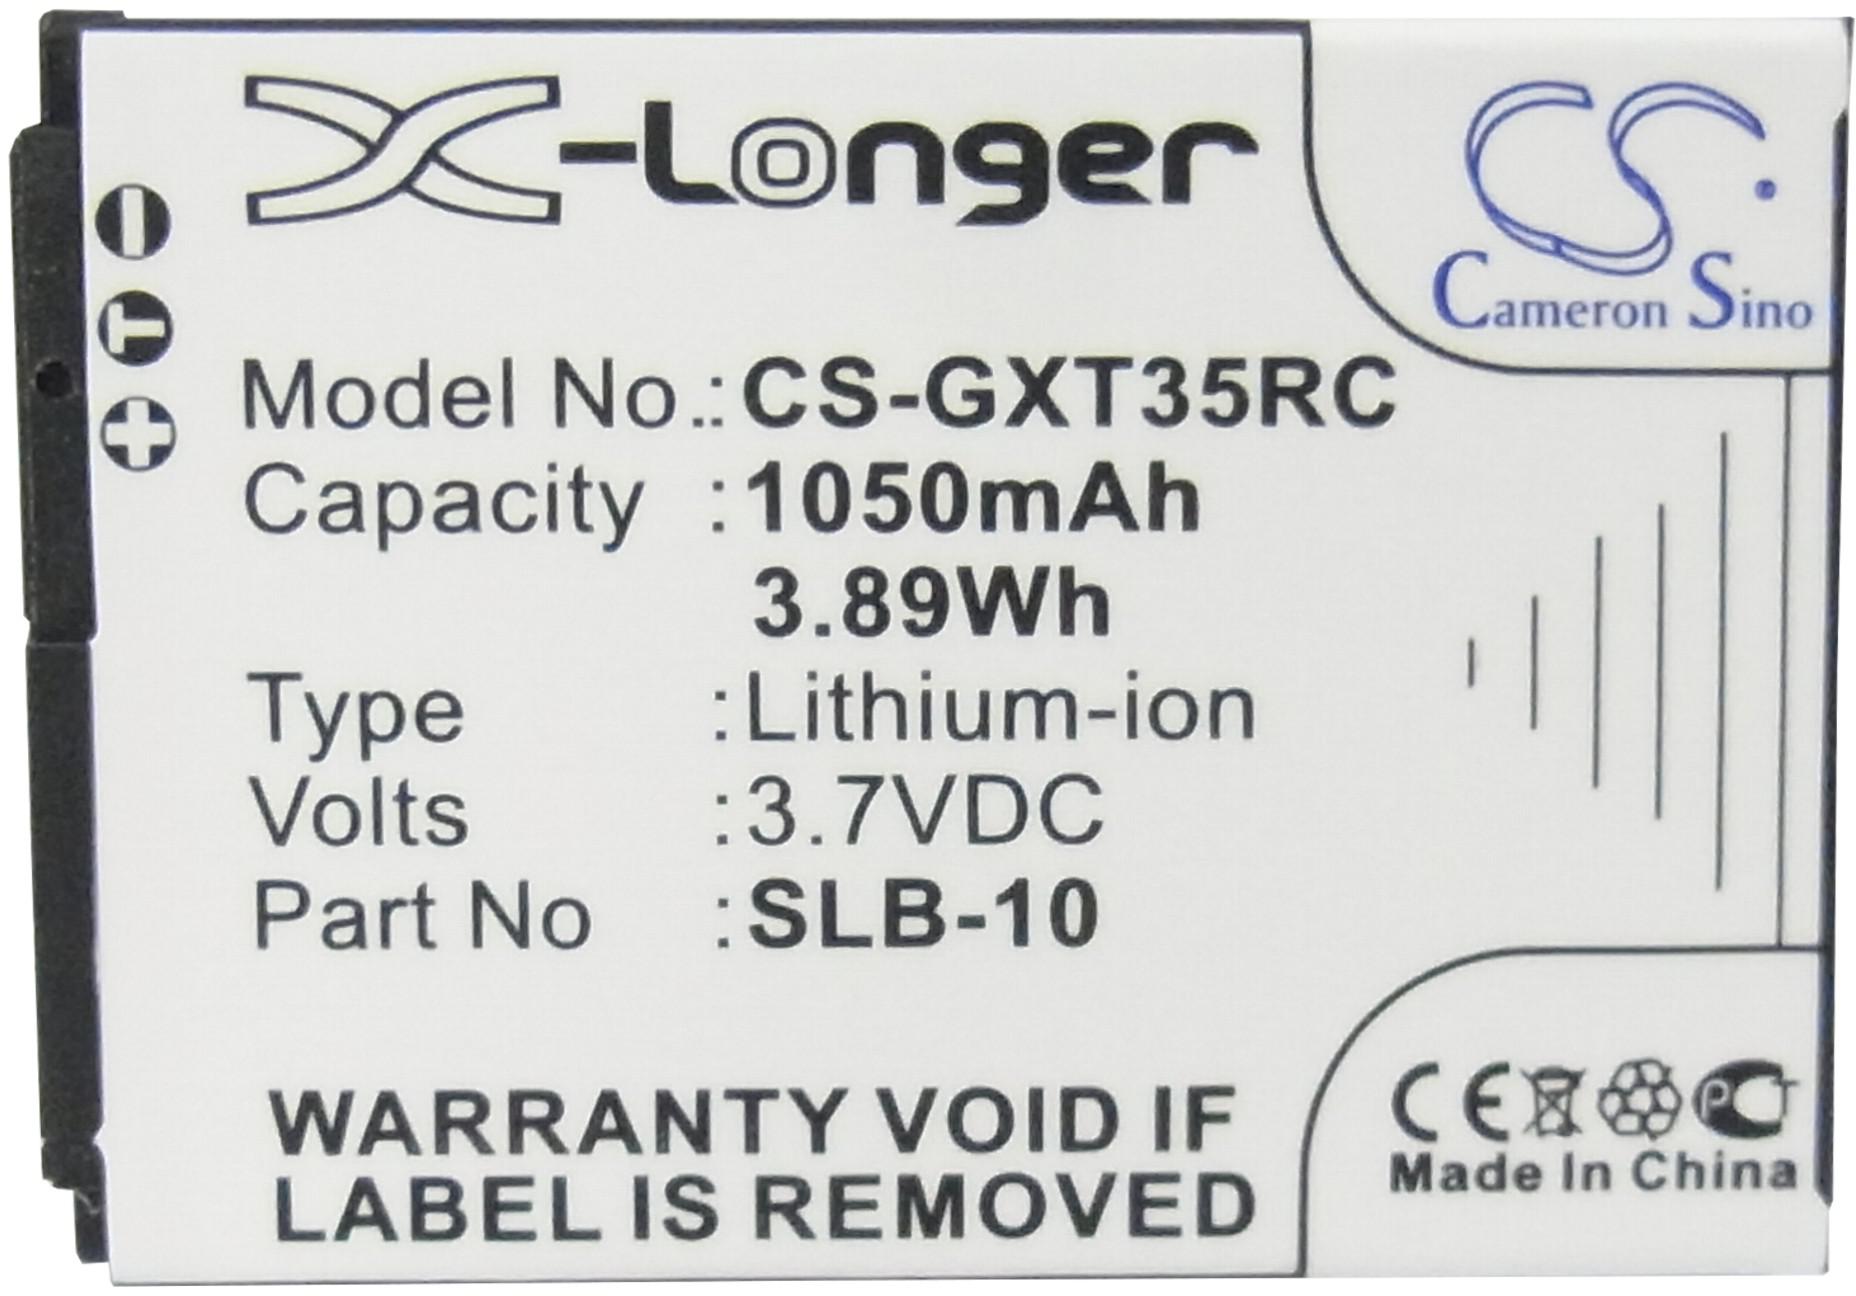 X-Longer
CS
Cameron Sino
Model No.: CS-GXT35RC
Capacity : 1050mAh
3.89Wh
Type : Lithium-ion
Volts : 3.7VDC
Part No : SLB-10
WARRANTY VOID IF
LABEL IS REMOVED
CE PCT
Made In China
- T +